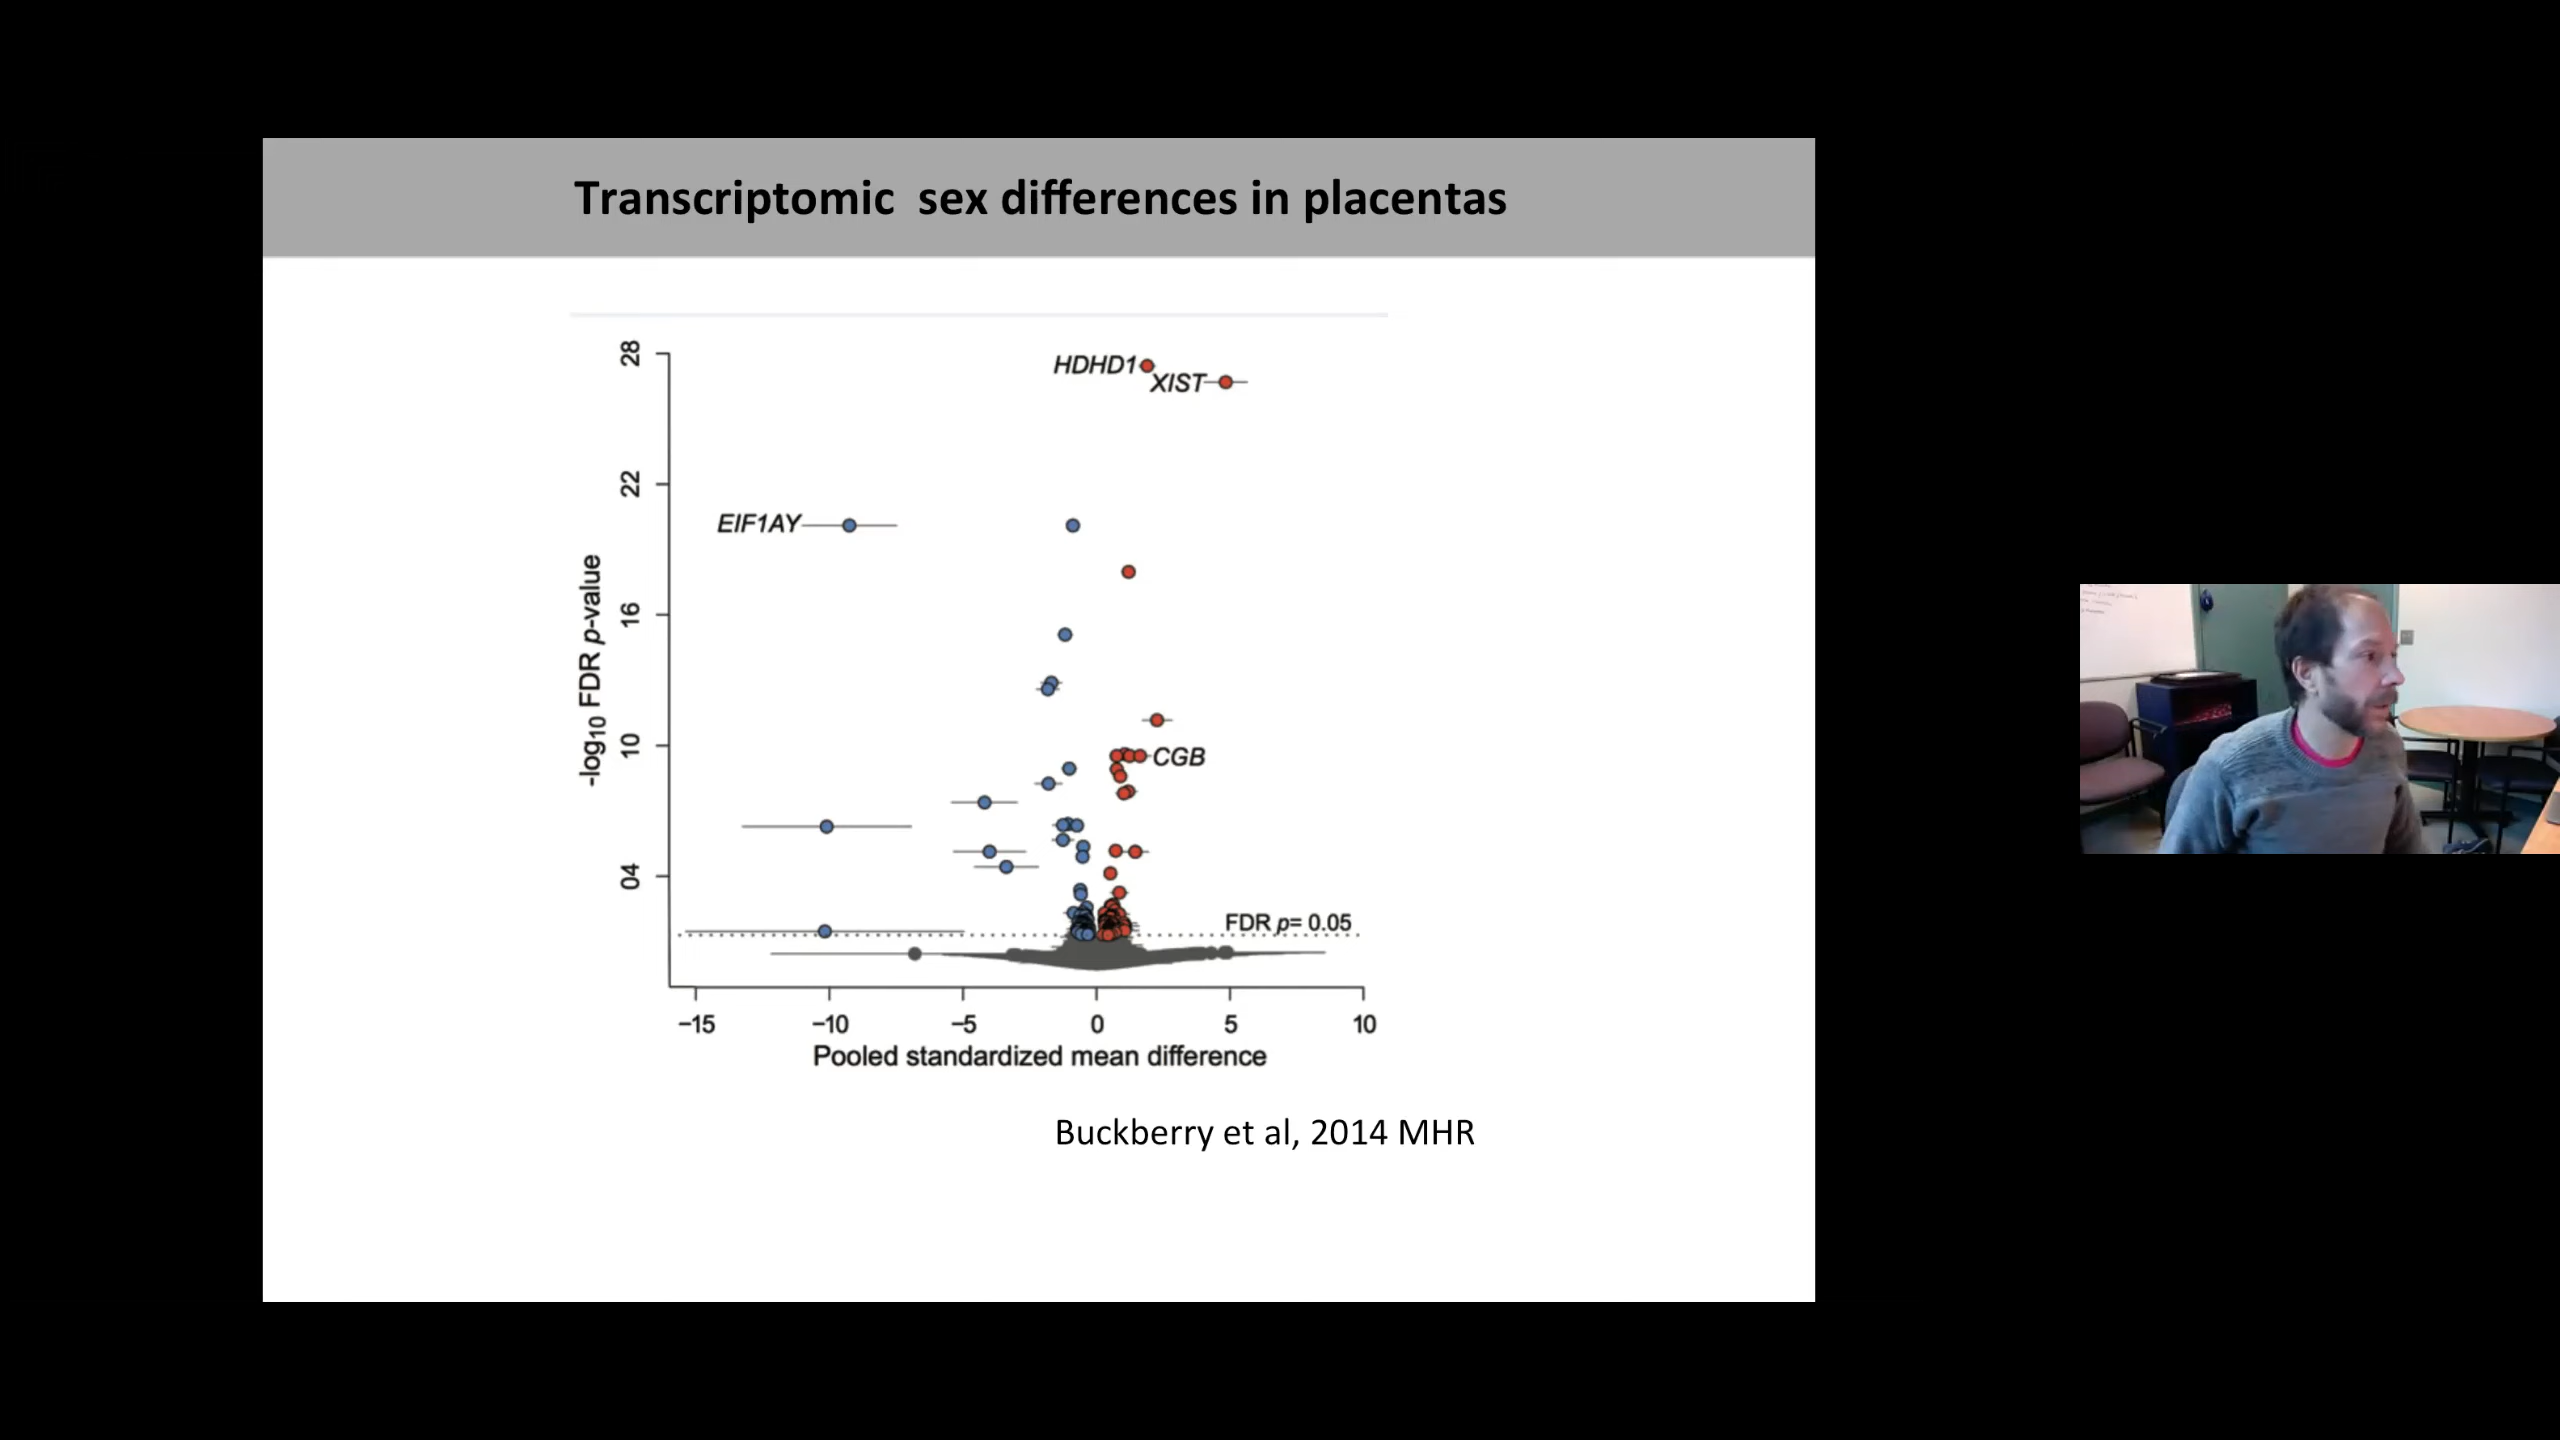 Transcriptomic  sex differences in placentas
28
22
16
10
04
-log10 FDR p-value
HDHD1
XIST
EIF1AY
CGB
FDR p= 0.05
−15 −10 −5 0 5 10
Pooled standardized mean difference
Buckberry et al, 2014 MHR